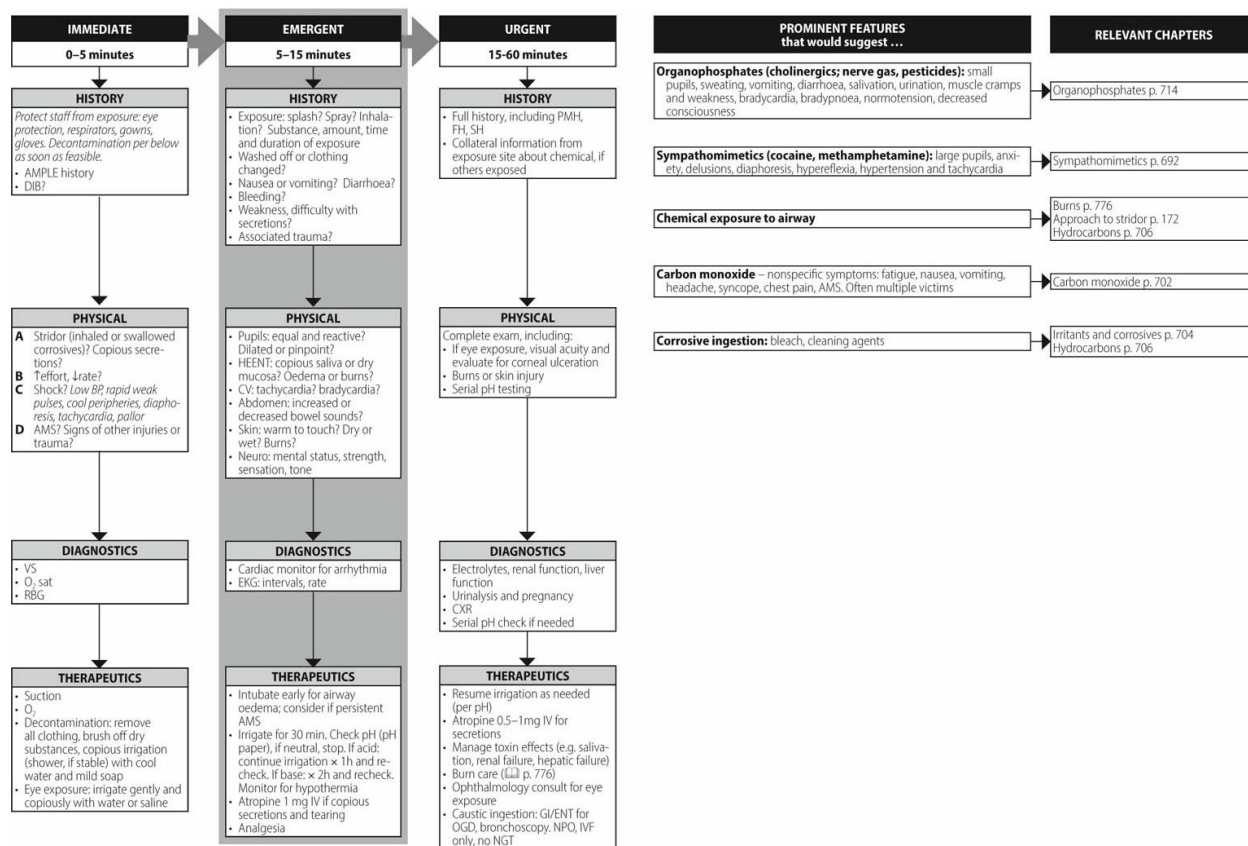 IMMEDIATE
0–5 minutes
HISTORY
Protect staff from exposure: eye
protection, respirators, gowns,
gloves. Decontamination per below
as soon as feasible.
• AMPLE history
• DIB?
PHYSICAL
A Stridor (inhaled or swallowed
corrosives)? Copious secre-
tions?
B ↑effort, ↓rate?
C Shock? Low BP, rapid weak
pulses, cool peripheries, diapho-
resis, tachycardia, pallor
D AMS? Signs of other injuries or
trauma?
DIAGNOSTICS
• VS
• O₂ sat
• RBG
THERAPEUTICS
• Suction
• O₂
• Decontamination: remove
all clothing, brush off dry
substances, copious irrigation
(shower, if stable) with cool
water and mild soap
• Eye exposure: irrigate gently and
copiously with water or saline
EMERGENT
5–15 minutes
HISTORY
• Exposure: splash? Spray? Inhala-
tion? Substance, amount, time
and duration of exposure
• Washed off or clothing
changed?
• Nausea or vomiting? Diarrhoea?
• Bleeding?
• Weakness, difficulty with
secretions?
• Associated trauma?
PHYSICAL
• Pupils: equal and reactive?
Dilated or pinpoint?
• HEENT: copious saliva or dry
mucosa? Oedema or burns?
• CV: tachycardia? bradycardia?
• Abdomen: increased or
decreased bowel sounds?
• Skin: warm to touch? Dry or
wet? Burns?
• Neuro: mental status, strength,
sensation, tone
DIAGNOSTICS
• Cardiac monitor for arrhythmia
• EKG: intervals, rate
THERAPEUTICS
• Intubate early for airway
oedema; consider if persistent
AMS
• Irrigate for 30 min. Check pH (pH
paper), if neutral, stop. If acid:
continue irrigation × 1h and re-
check. If base: × 2h and recheck.
Monitor for hypothermia
• Atropine 1 mg IV if copious
secretions and tearing
• Analgesia
URGENT
15-60 minutes
HISTORY
• Full history, including PMH,
FH, SH
• Collateral information from
exposure site about chemical, if
others exposed
PHYSICAL
Complete exam, including:
• If eye exposure, visual acuity and
evaluate for corneal ulceration
• Burns or skin injury
• Serial pH testing
DIAGNOSTICS
• Electrolytes, renal function, liver
function
• Urinalysis and pregnancy
• CXR
• Serial pH check if needed
THERAPEUTICS
• Resume irrigation as needed
(per pH)
• Atropine 0.5–1mg IV for
secretions
• Manage toxin effects (e.g. saliva-
tion, renal failure, hepatic failure)
• Burn care (📖 p. 776)
• Ophthalmology consult for eye
exposure
• Caustic ingestion: GI/ENT for
OGD, bronchoscopy. NPO, IVF
only, no NGT
PROMINENT FEATURES
that would suggest ...
RELEVANT CHAPTERS
Organophosphates (cholinergics; nerve gas, pesticides): small
pupils, sweating, vomiting, diarrhoea, salivation, urination, muscle cramps
and weakness, bradycardia, bradypnoea, normotension, decreased
consciousness
Organophosphates p. 714
Sympathomimetics (cocaine, methamphetamine): large pupils, anxi-
ety, delusions, diaphoresis, hypereflexia, hypertension and tachycardia
Sympathomimetics p. 692
Chemical exposure to airway
Burns p. 776
Approach to stridor p. 172
Hydrocarbons p. 706
Carbon monoxide – nonspecific symptoms: fatigue, nausea, vomiting,
headache, syncope, chest pain, AMS. Often multiple victims
Carbon monoxide p. 702
Corrosive ingestion: bleach, cleaning agents
Irritants and corrosives p. 704
Hydrocarbons p. 706